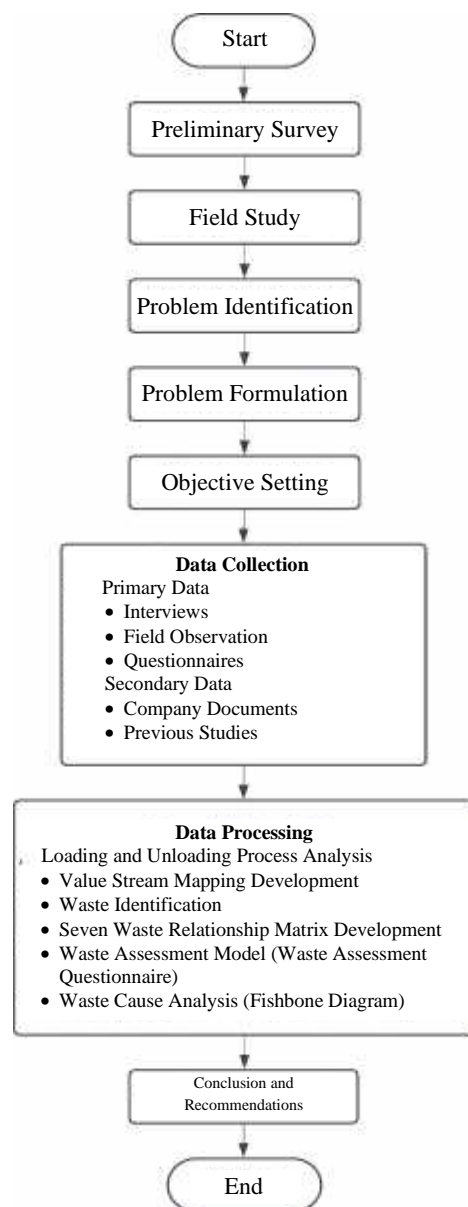 Start
Preliminary Survey
Field Study
Problem Identification
Problem Formulation
Objective Setting
Data Collection
Primary Data
• Interviews
• Field Observation
• Questionnaires
Secondary Data
• Company Documents
• Previous Studies
Data Processing
Loading and Unloading Process Analysis
• Value Stream Mapping Development
• Waste Identification
• Seven Waste Relationship Matrix Development
• Waste Assessment Model (Waste Assessment
Questionnaire)
• Waste Cause Analysis (Fishbone Diagram)
Conclusion and
Recommendations
End